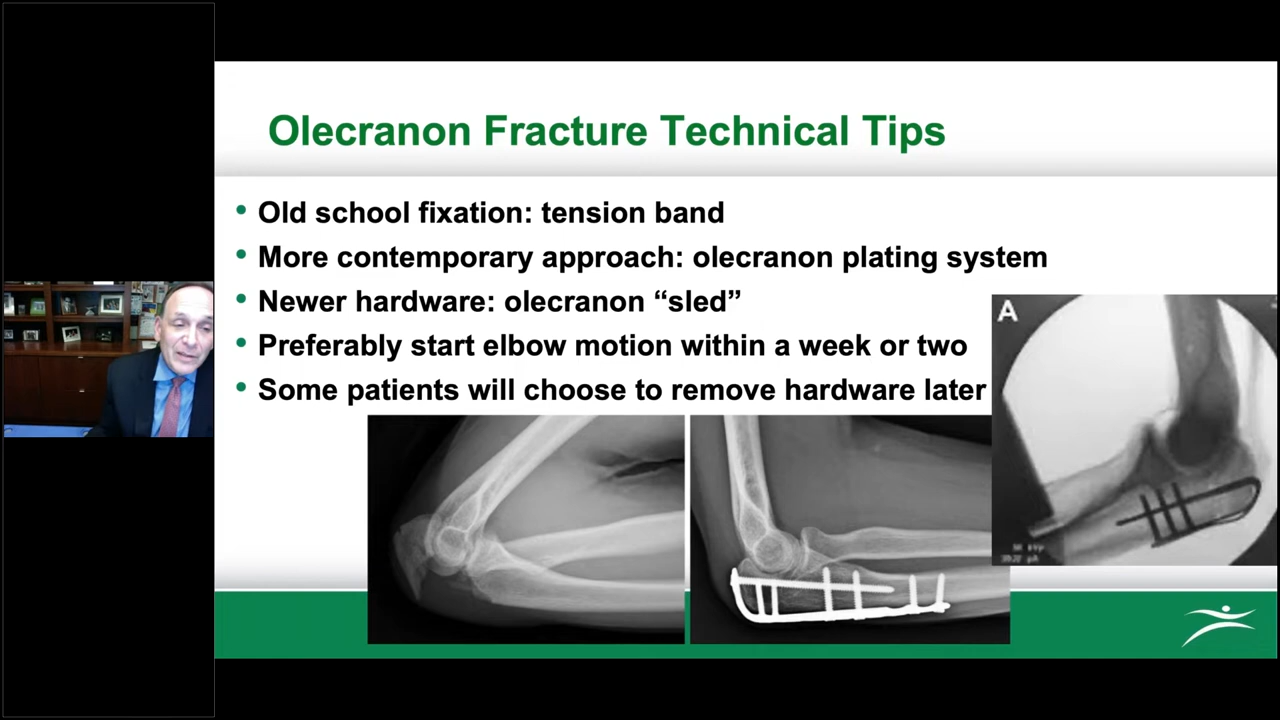 Olecranon Fracture Technical Tips
• Old school fixation: tension band
• More contemporary approach: olecranon plating system
• Newer hardware: olecranon “sled”
• Preferably start elbow motion within a week or two
• Some patients will choose to remove hardware later
A